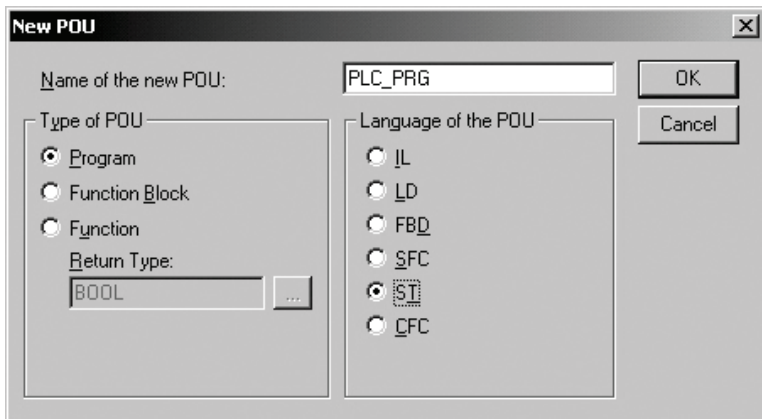 New POU
Name of the new POU:
PLC_PRG
OK
Cancel
Type of POU
Program
Function Block
Function
Return Type:
BOOL
...
Language of the POU
IL
LD
FBD
SFC
ST
CFC